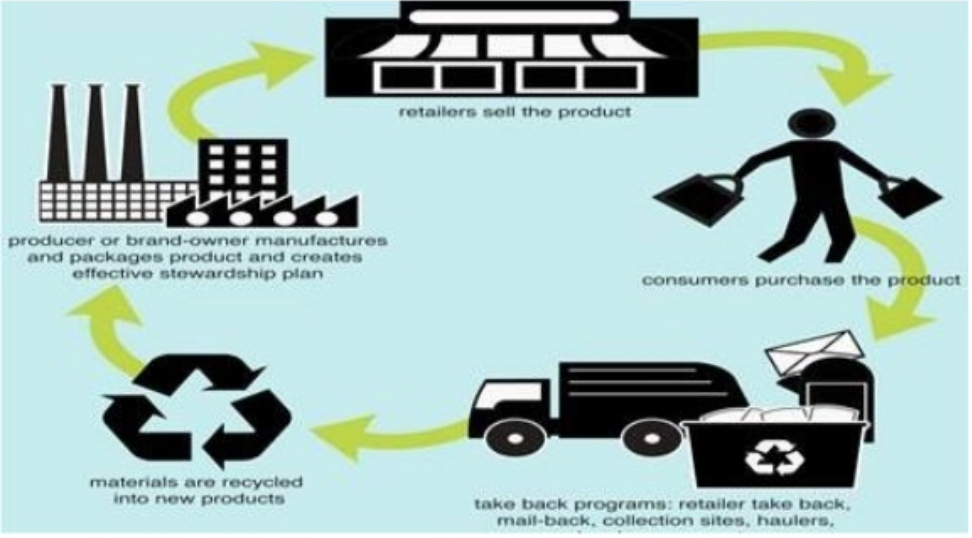 retailers sell the product
producer or brand-owner manufactures
and packages product and creates
effective stewardship plan
consumers purchase the product
materials are recycled
into new products
take back programs: retailer take back,
mail-back, collection sites, haulers,